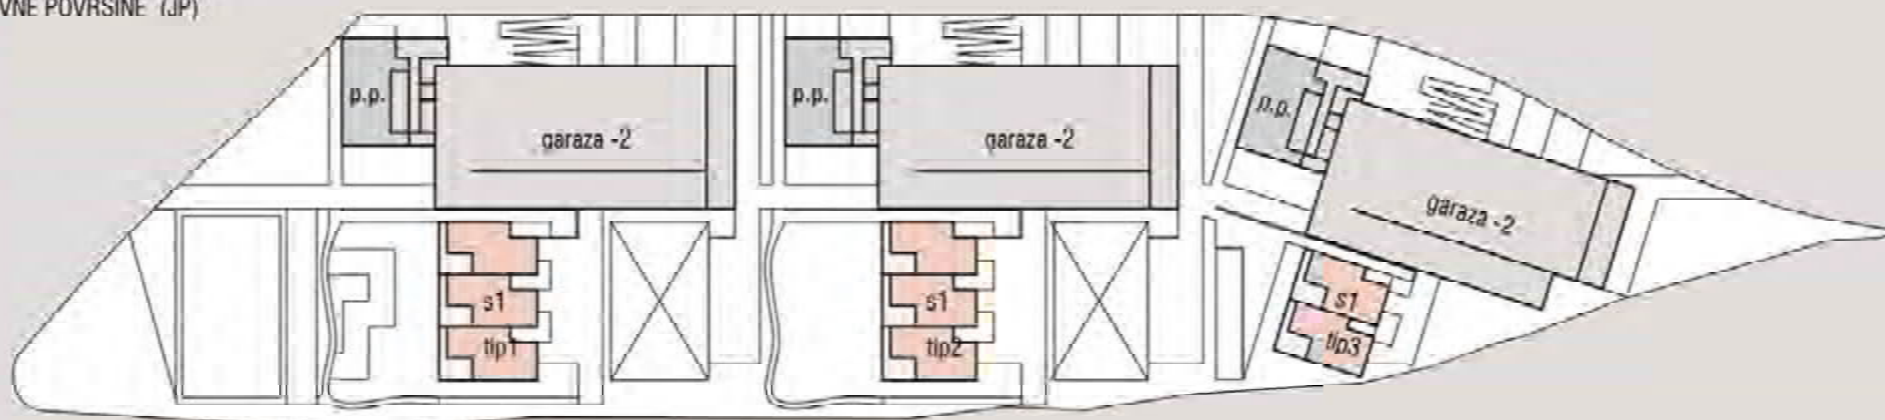 VNE POVRŠINE (JP)
p.p.
garaza -2
p.p.
garaza -2
p.p.
garaza -2
s1
tip1
s1
tip2
s1
tip3